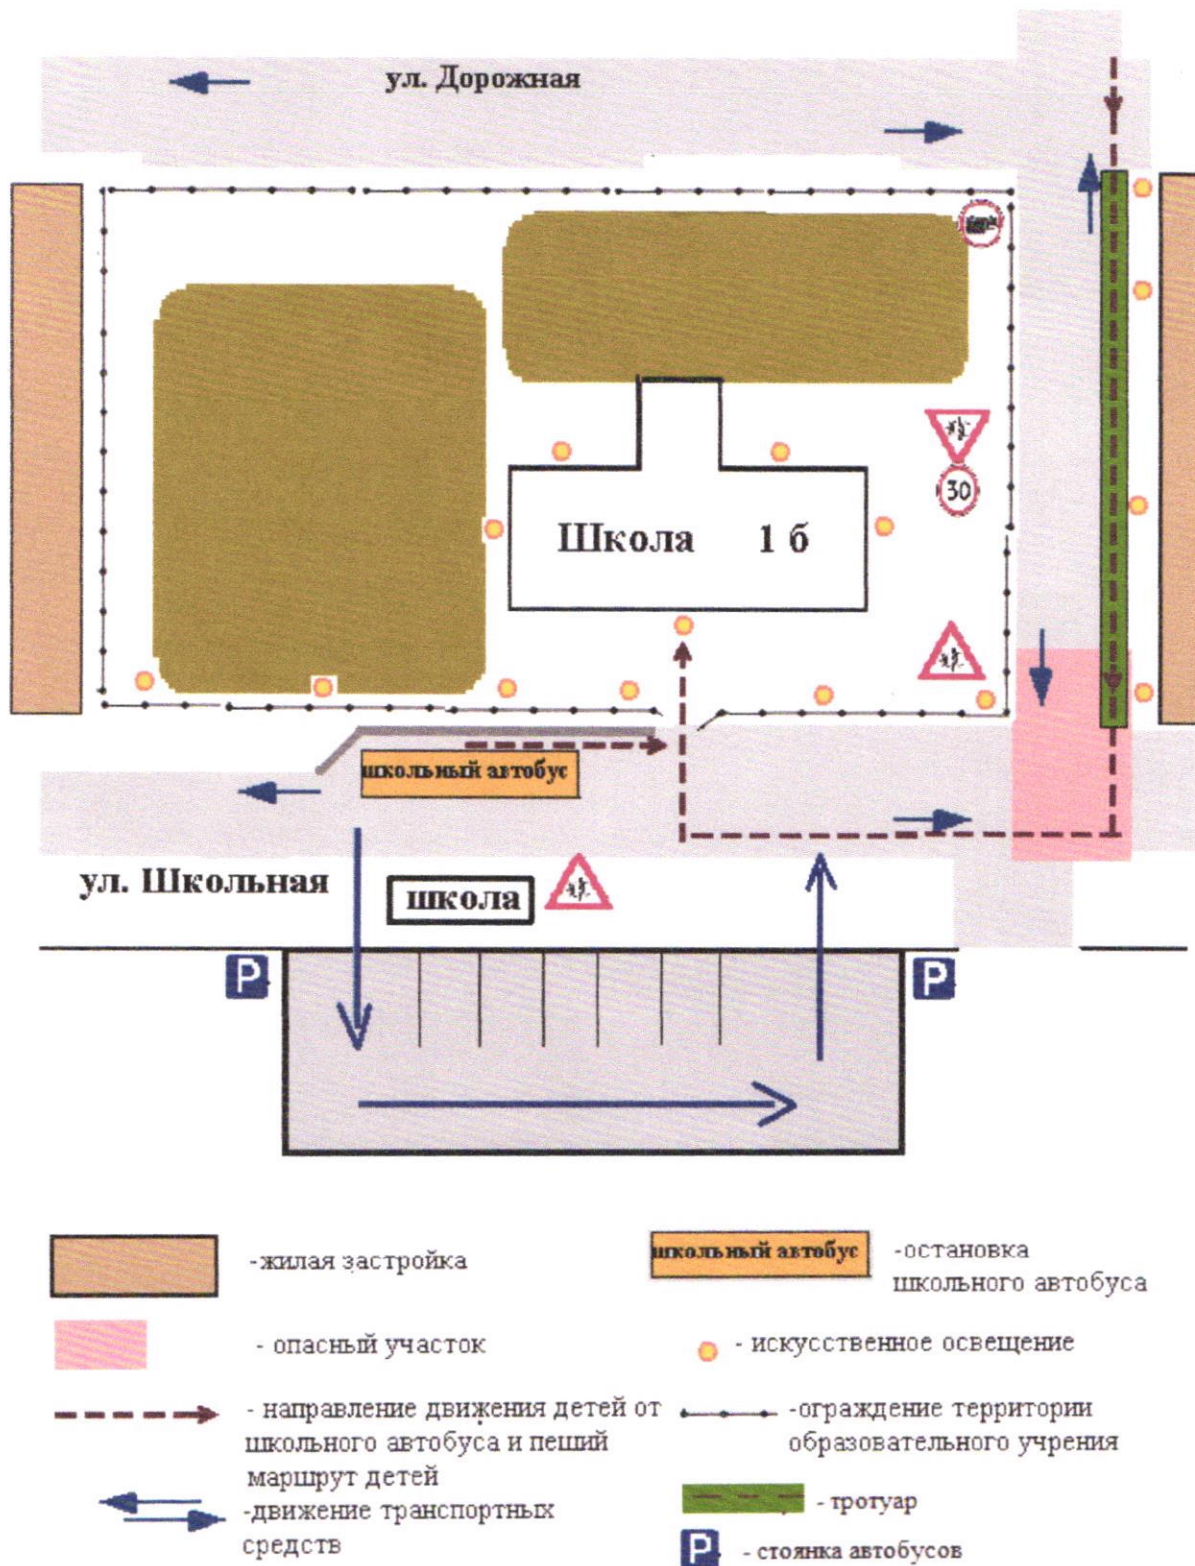 ул. Дорожная
30
Школа 1 б
школьный автобус
ул. Школьная
школа
P
P
-жилая застройка
школьный автобус
-остановка
школьного автобуса
- опасный участок
- искусственное освещение
- направление движения детей от
школьного автобуса и пеший
маршрут детей
-ограждение территории
образовательного учрения
-движение транспортных
средств
- тротуар
P
- стоянка автобусов